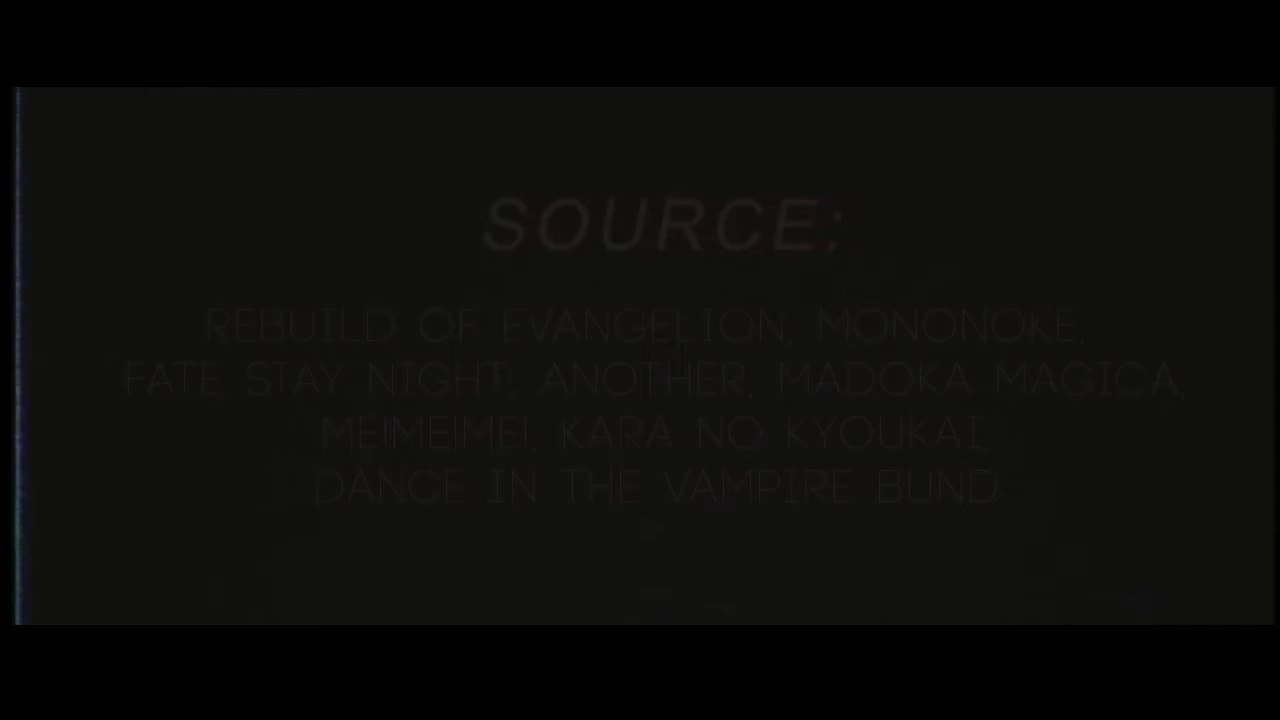 SOURCE:
REBUILD OF EVANGELION, MONONOKE,
FATE STAY NIGHT, ANOTHER, MADOKA MAGICA,
MEIMEIMEI, KARA NO KYOUKAI,
DANCE IN THE VAMPIRE BUND